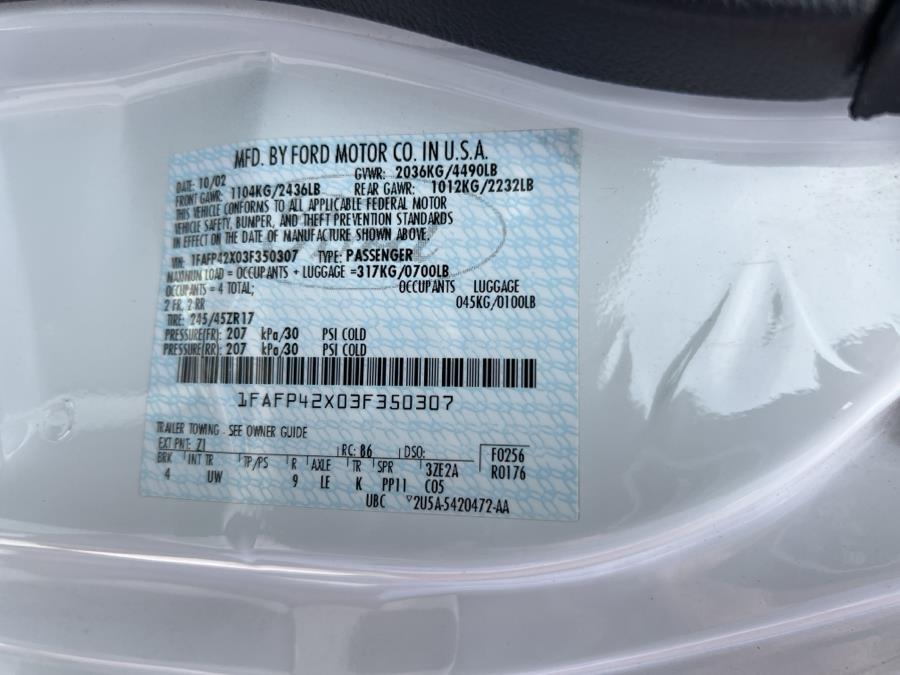 MFD. BY FORD MOTOR CO. IN U.S.A.
DATE: 10/02 GVWR: 2036KG/4490LB
FRONT GAWR: 1104KG/2436LB REAR GAWR: 1012KG/2232LB
THIS VEHICLE CONFORMS TO ALL APPLICABLE FEDERAL MOTOR
VEHICLE SAFETY, BUMPER, AND THEFT PREVENTION STANDARDS
IN EFFECT ON THE DATE OF MANUFACTURE SHOWN ABOVE.
VIN: 1FAFP42X03F350307 TYPE: PASSENGER
MAXIMUM LOAD = OCCUPANTS + LUGGAGE =317KG/0700LB
OCCUPANTS = 4 TOTAL; OCCUPANTS LUGGAGE
2 FR, 2 RR 045KG/0100LB
TIRE: 245/45ZR17
PRESSURE(FR): 207 kPa/30 PSI COLD
PRESSURE(RR): 207 kPa/30 PSI COLD
1FAFP42X03F350307
TRAILER TOWING - SEE OWNER GUIDE
EXT PNT: Z1 RC: 86 DSO: F0256
BRK INT TR TP/PS R AXLE TR SPR 3ZE2A R0176
4 UW 9 LE K PP11 C05
UBC ▽2U5A-5420472-AA